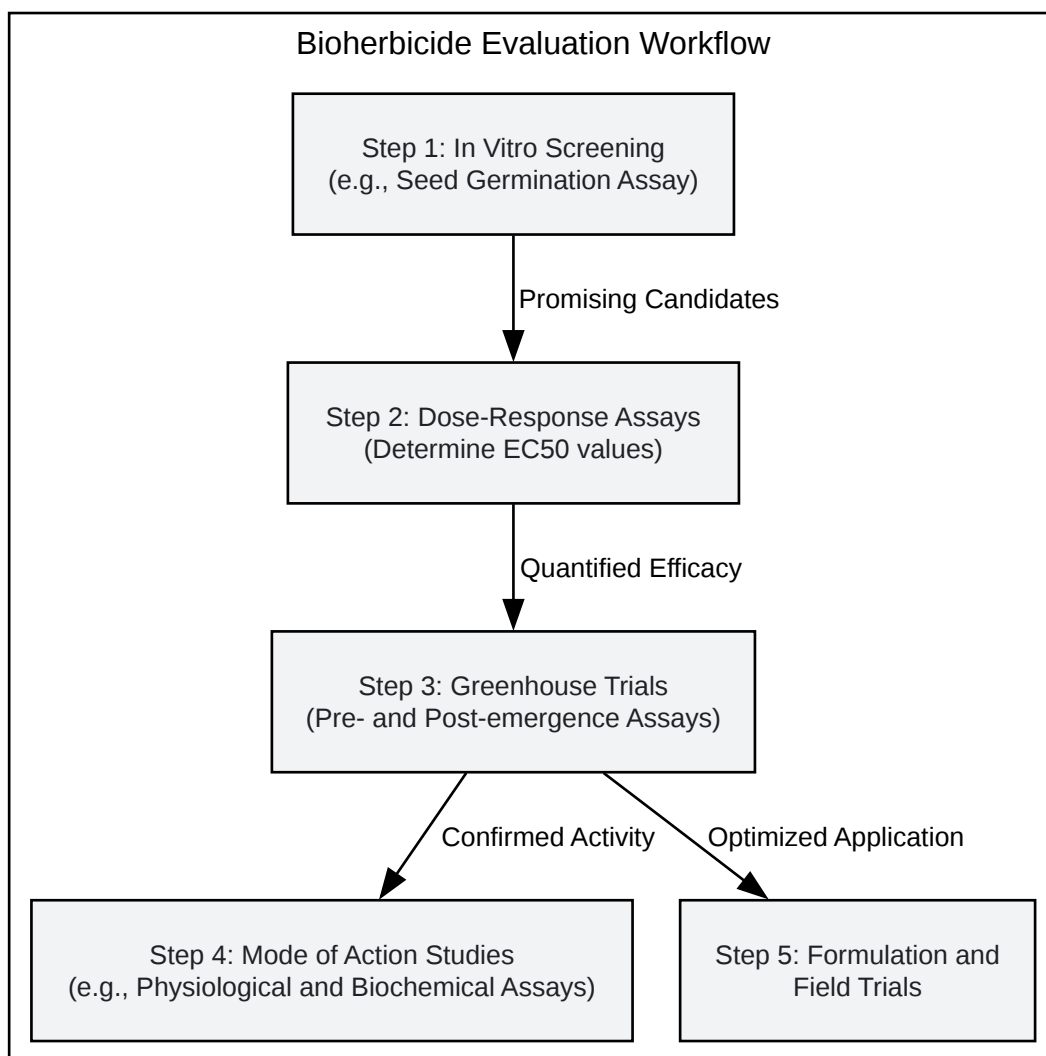 Bioherbicide Evaluation Workflow
Step 1: In Vitro Screening
(e.g., Seed Germination Assay)
Promising Candidates
Step 2: Dose-Response Assays
(Determine EC50 values)
Quantified Efficacy
Step 3: Greenhouse Trials
(Pre- and Post-emergence Assays)
Confirmed Activity
Optimized Application
Step 4: Mode of Action Studies
(e.g., Physiological and Biochemical Assays)
Step 5: Formulation and
Field Trials